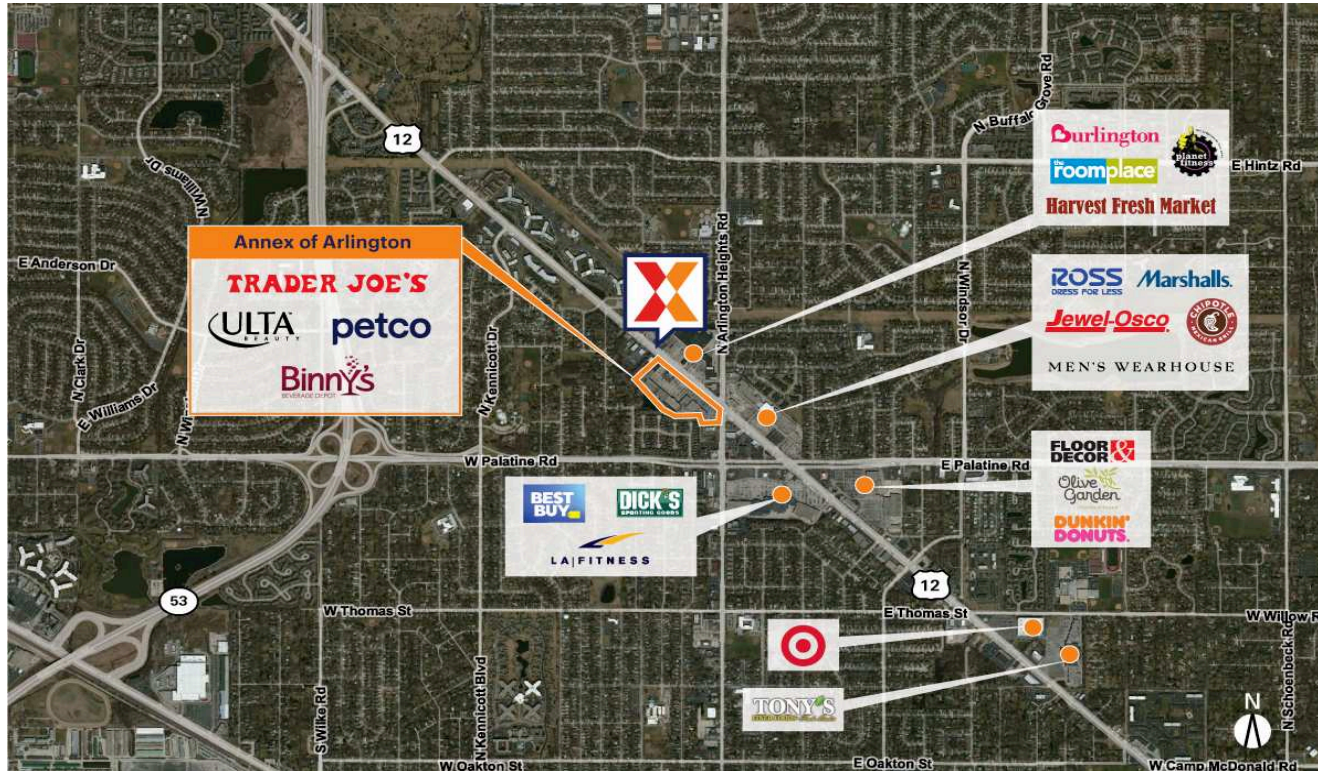 12
N Buffalo Grove Rd
N Williams Dr
E Hintz Rd
Burlington
planet fitness
the roomplace
Harvest Fresh Market
Annex of Arlington
TRADER JOE'S
ULTA BEAUTY
petco
Binny's
BEVERAGE DEPOT
E Anderson Dr
N Arlington Heights Rd
N Windsor Dr
ROSS
DRESS FOR LESS
Marshalls.
Jewel-Osco
CHIPOTLE
MEXICAN GRILL
MEN'S WEARHOUSE
N Clark Dr
E Williams Dr
N Kennicott Dr
W Palatine Rd
E Palatine Rd
FLOOR & DECOR
Olive Garden
DUNKIN' DONUTS.
BEST BUY
DICK'S
SPORTING GOODS
LA|FITNESS
53
12
W Thomas St
E Thomas St
TONY'S
S Wilke Rd
N Kennicott Blvd
N Schoenbeck Rd
N
W Oakton St
E Oakton St
W Camp McDonald Rd